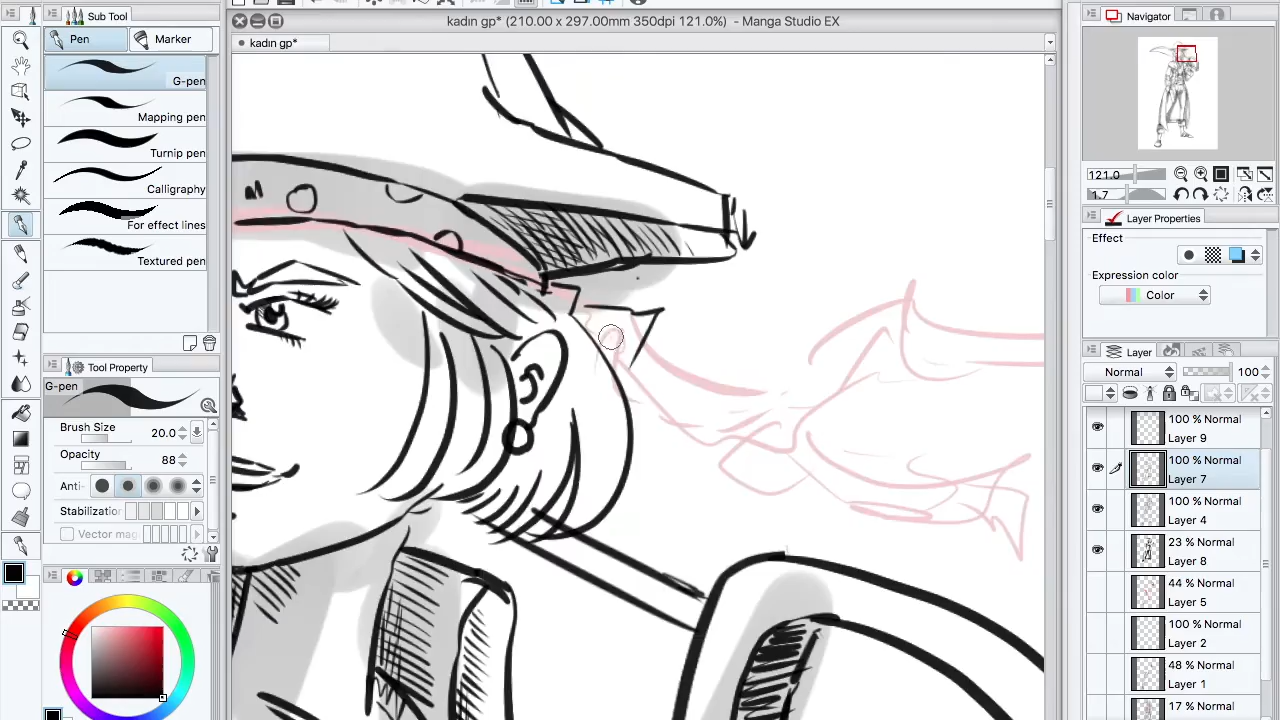 kadın gp* (210.00 x 297.00mm 350dpi 121.0%)  - Manga Studio EX
kadın gp*
Sub Tool
Pen
Marker
G-pen
Mapping pen
Turnip pen
Calligraphy
For effect lines
Textured pen
Tool Property
G-pen
Brush Size 20.0
Opacity 88
Anti-
Stabilization
Vector mag
Navigator
121.0
Layer Properties
Effect
Expression color
Color
Layer
Normal 100
100 % Normal
Layer 9
100 % Normal
Layer 7
100 % Normal
Layer 4
23 % Normal
Layer 8
44 % Normal
Layer 5
100 % Normal
Layer 2
48 % Normal
Layer 1
17 % Normal